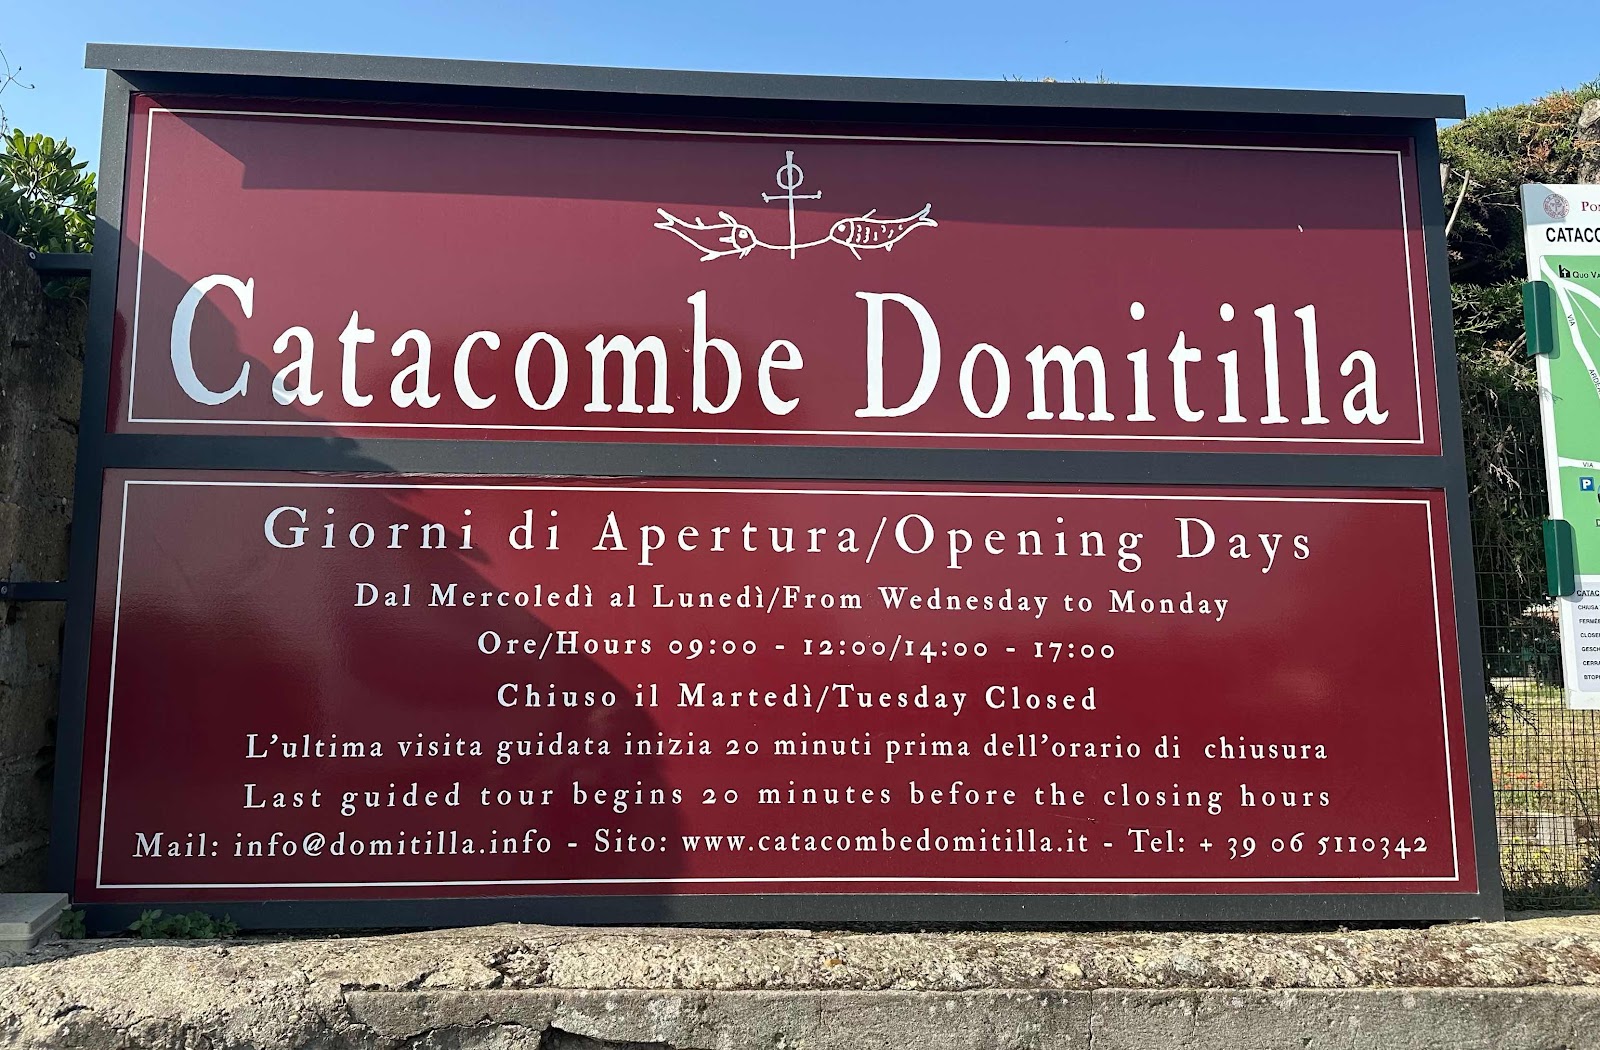 Catacombe Domitilla
Giorni di Apertura/Opening Days
Dal Mercoledì al Lunedì/From Wednesday to Monday
Ore/Hours 09:00 - 12:00/14:00 - 17:00
Chiuso il Martedì/Tuesday Closed
L'ultima visita guidata inizia 20 minuti prima dell'orario di chiusura
Last guided tour begins 20 minutes before the closing hours
Mail: info@domitilla.info - Sito: www.catacombedomitilla.it - Tel: + 39 06 5110342
QUO
VIA
VIA
P